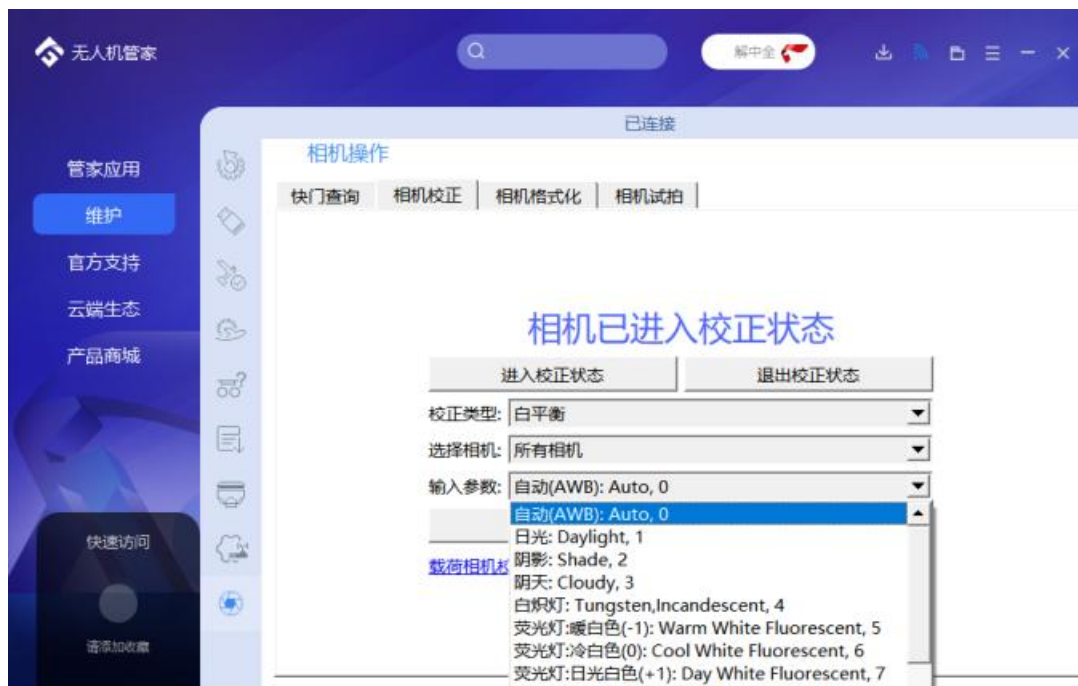 无人机管家
解中全
已连接
相机操作
管家应用
维护
官方支持
云端生态
产品商城
快速访问
请添加收藏
快门查询 相机校正 相机格式化 相机试拍
相机已进入校正状态
进入校正状态 退出校正状态
校正类型: 白平衡
选择相机: 所有相机
输入参数: 自动(AWB): Auto, 0
自动(AWB): Auto, 0
日光: Daylight, 1
载荷相机
阴影: Shade, 2
阴天: Cloudy, 3
白炽灯: Tungsten,Incandescent, 4
荧光灯:暖白色(-1): Warm White Fluorescent, 5
荧光灯:冷白色(0): Cool White Fluorescent, 6
荧光灯:日光白色(+1): Day White Fluorescent, 7